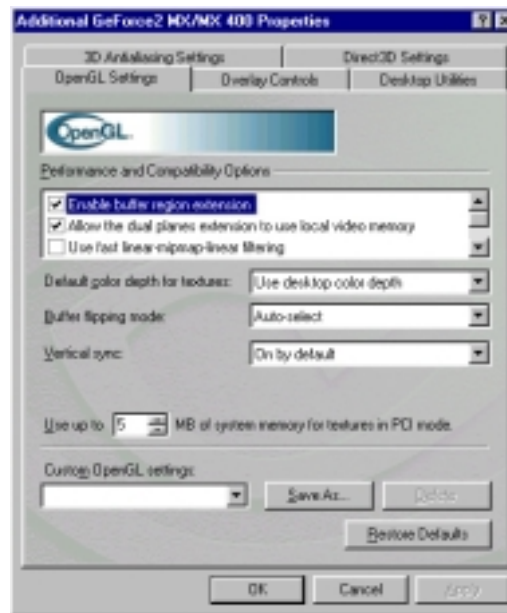 Additional GeForce2 MX/MX 400 Properties
3D Antialiasing Settings Direct3D Settings
OpenGL Settings Overlay Controls Desktop Utilities
OpenGL.
Performance and Compatibility Options
Enable buffer region extension
Allow the dual planes extension to use local video memory
Use fast linear-mipmap-linear filtering
Default color depth for textures: Use desktop color depth
Buffer flipping mode: Auto-select
Vertical sync: On by default
Use up to 5 MB of system memory for textures in PCI mode.
Custom OpenGL settings:
Save As... Delete
Restore Defaults
OK Cancel Apply